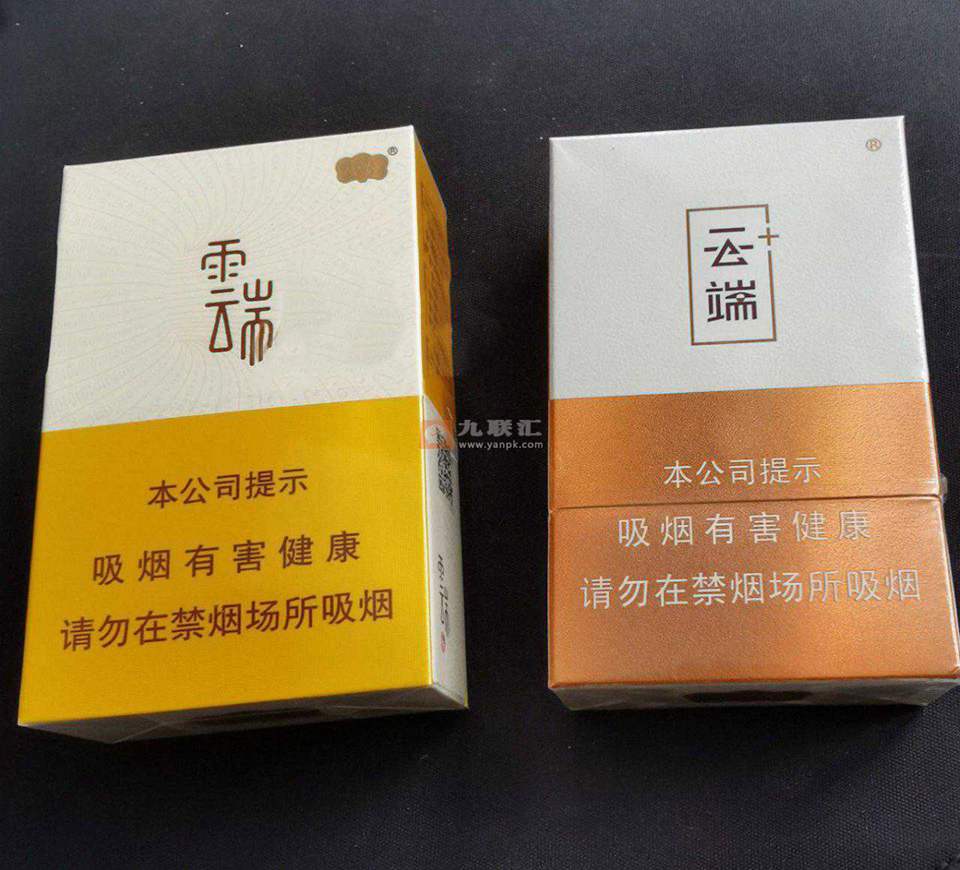 ®
雲端
本公司提示
吸烟有害健康
请勿在禁烟场所吸烟
九联汇
www.yanpk.com
®
云+
端
本公司提示
吸烟有害健康
请勿在禁烟场所吸烟